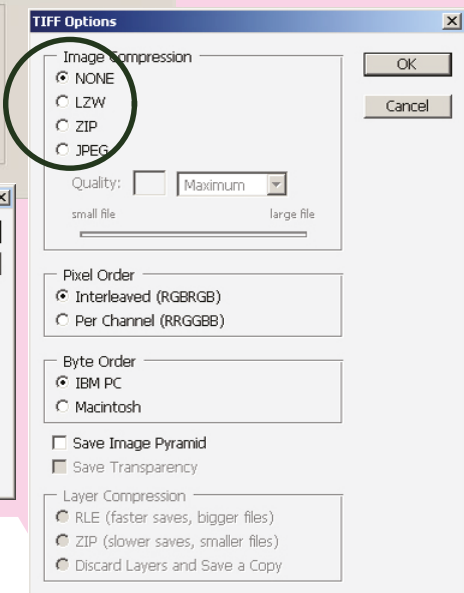 TIFF Options
Image Compression
NONE
LZW
ZIP
JPEG
Quality: Maximum
small file large file
Pixel Order
Interleaved (RGBRGB)
Per Channel (RRGGBB)
Byte Order
IBM PC
Macintosh
Save Image Pyramid
Save Transparency
Layer Compression
RLE (faster saves, bigger files)
ZIP (slower saves, smaller files)
Discard Layers and Save a Copy
OK
Cancel